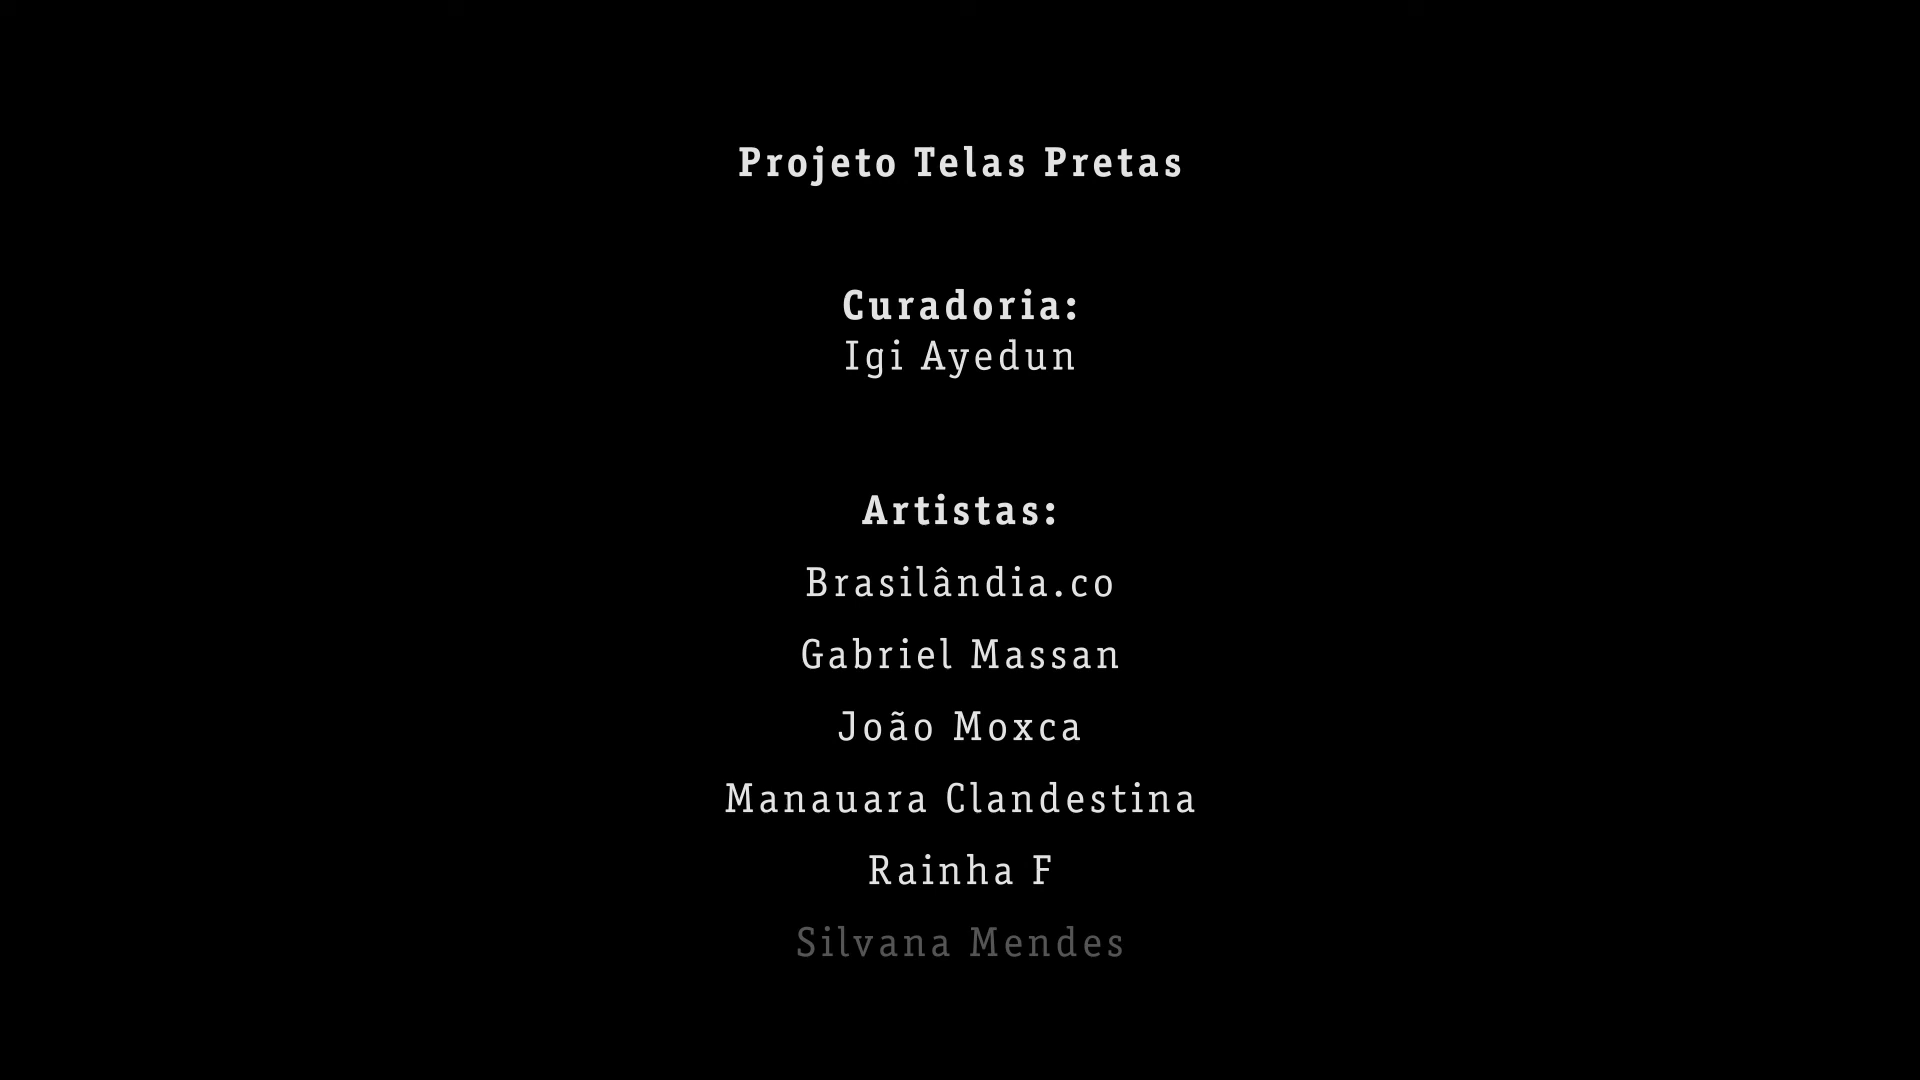 Projeto Telas Pretas
Curadoria:
Igi Ayedun
Artistas:
Brasilândia.co
Gabriel Massan
João Moxca
Manauara Clandestina
Rainha F
Silvana Mendes